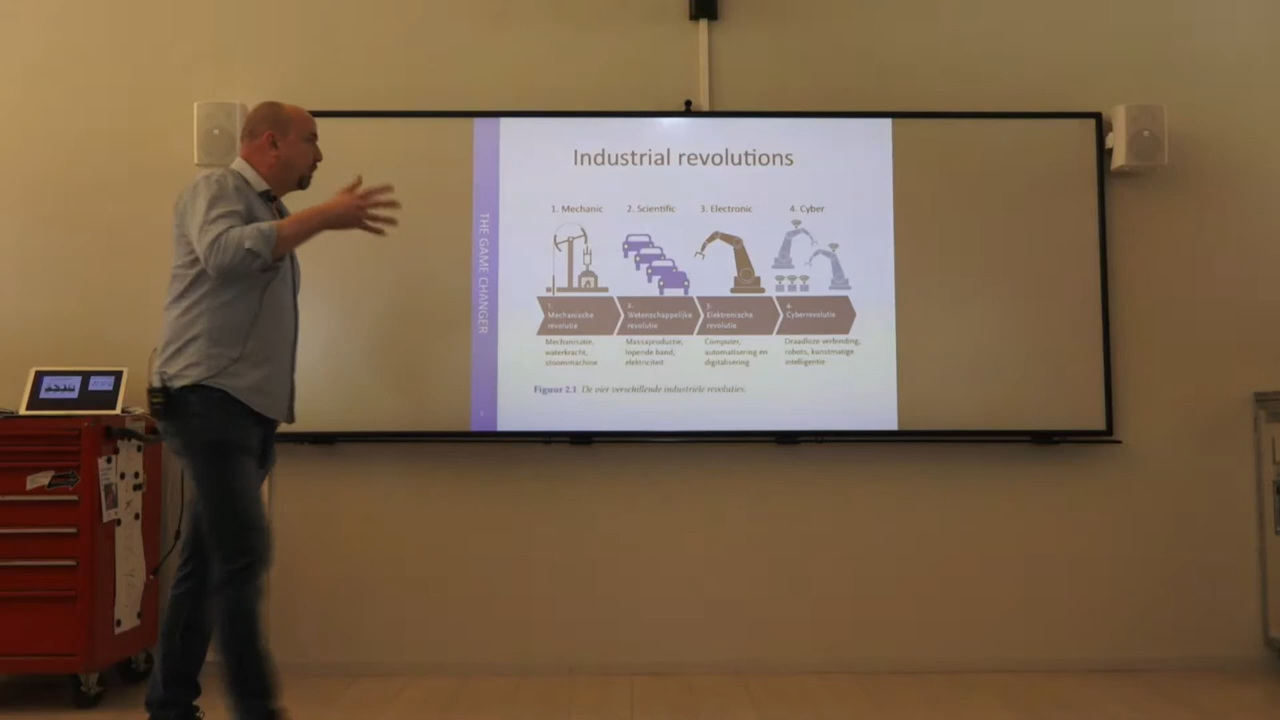 Industrial revolutions
1. Mechanic
2. Scientific
3. Electronic
4. Cyber
THE GAME CHANGER
1.
Mechanische
revolutie
2.
Wetenschappelijke
revolutie
3.
Elektronische
revolutie
4.
Cyberrevolutie
Mechanisatie,
waterkracht,
stoommachine
Massaproductie,
lopende band,
elektriciteit
Computer,
automatisering en
digitalisering
Draadloze verbinding,
robots, kunstmatige
intelligentie
Figuur 2.1 De vier verschillende industriële revoluties.